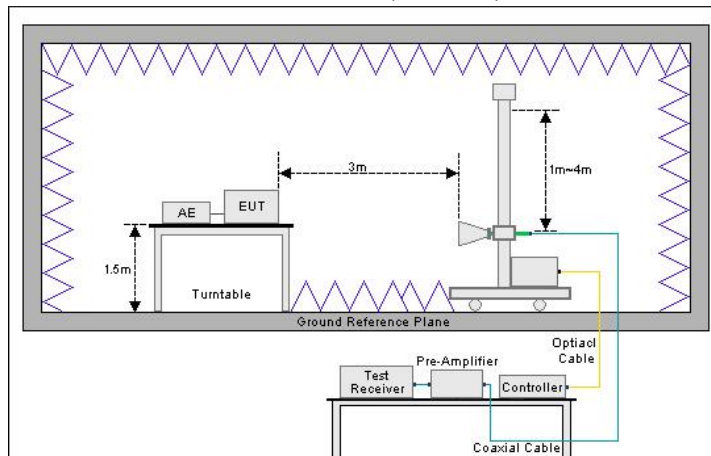 3m
1m~4m
AE
EUT
1.5m
Turntable
Ground Reference Plane
Optiacl
Cable
Pre-Amplifier
Test
Receiver
Controller
Coaxial Cable